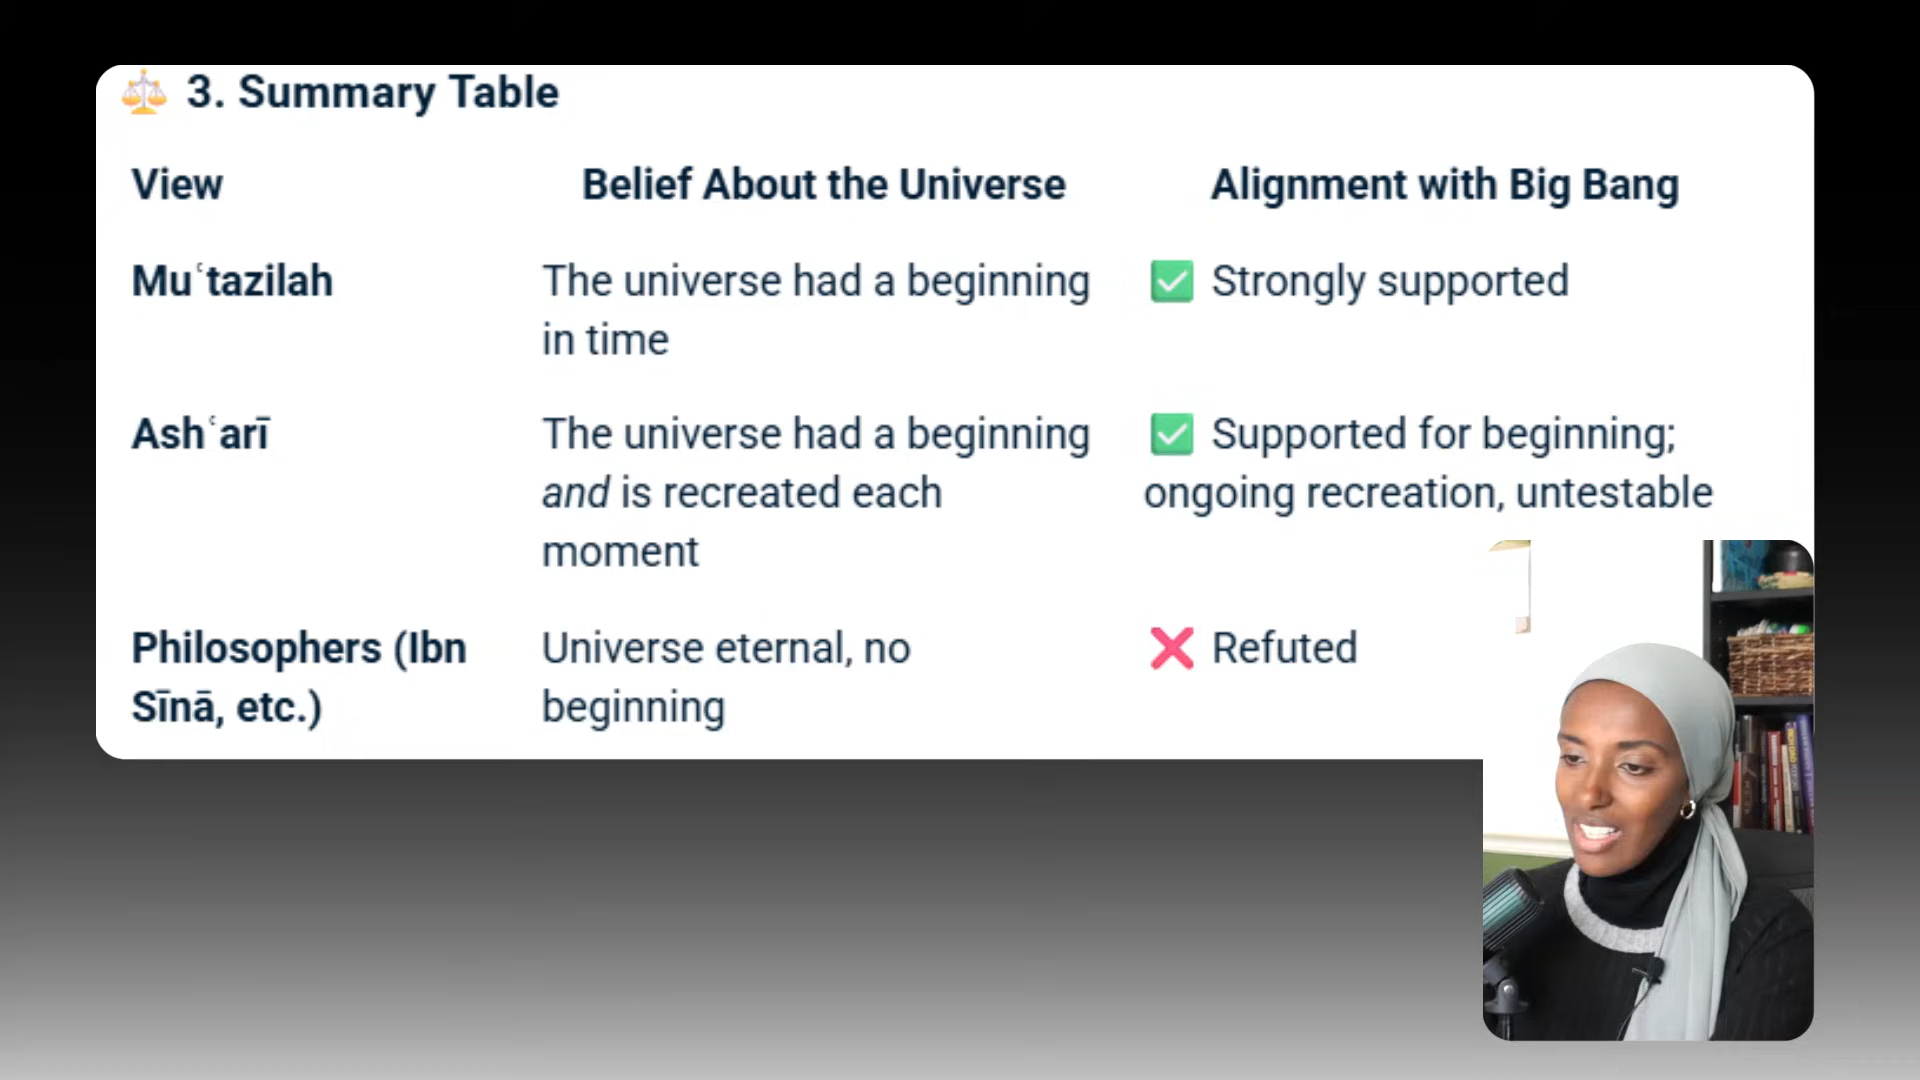 ⚖️ 3. Summary Table
View Belief About the Universe Alignment with Big Bang
Muʿtazilah The universe had a beginning ✅ Strongly supported
in time
Ashʿarī The universe had a beginning ✅ Supported for beginning;
and is recreated each ongoing recreation, untestable
moment
Philosophers (Ibn Universe eternal, no ❌ Refuted
Sīnā, etc.) beginning